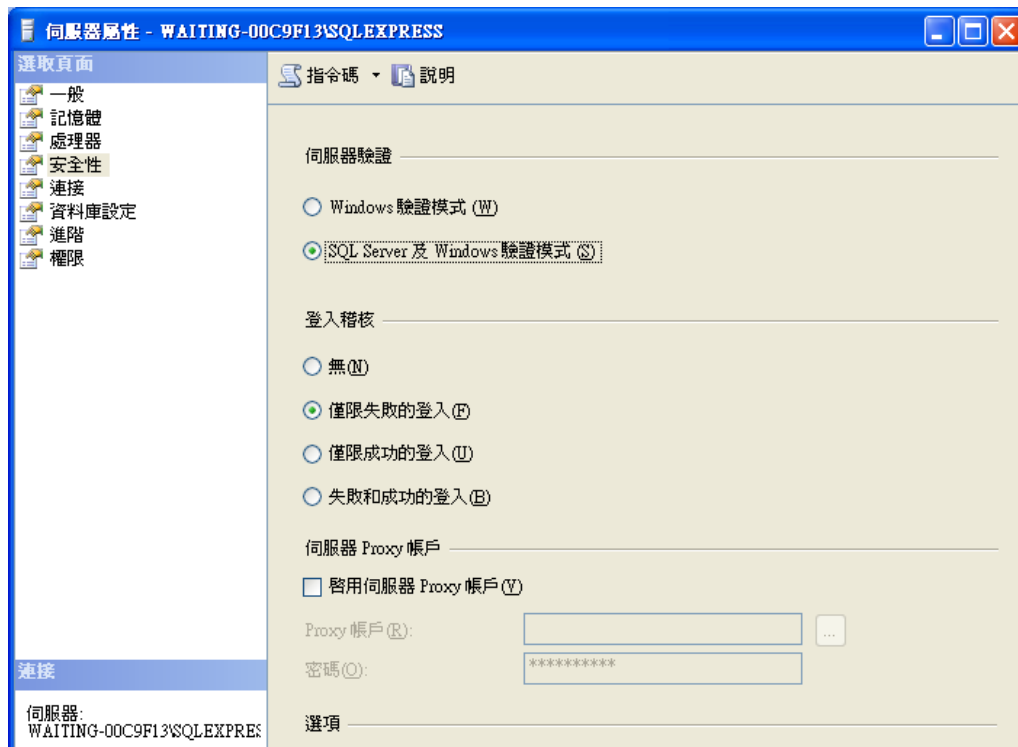 伺服器屬性 - WAITING-00C9F13\SQLEXPRESS
選取頁面
一般
記憶體
處理器
安全性
連接
資料庫設定
進階
權限
指令碼
說明
伺服器驗證
Windows 驗證模式 (W)
SQL Server 及 Windows 驗證模式 (S)
登入稽核
無(N)
僅限失敗的登入(F)
僅限成功的登入(U)
失敗和成功的登入(B)
伺服器 Proxy 帳戶
啓用伺服器 Proxy 帳戶(Y)
Proxy 帳戶(R):
...
密碼(O):
**********
選項
連接
伺服器:
WAITING-00C9F13\SQLEXPRES